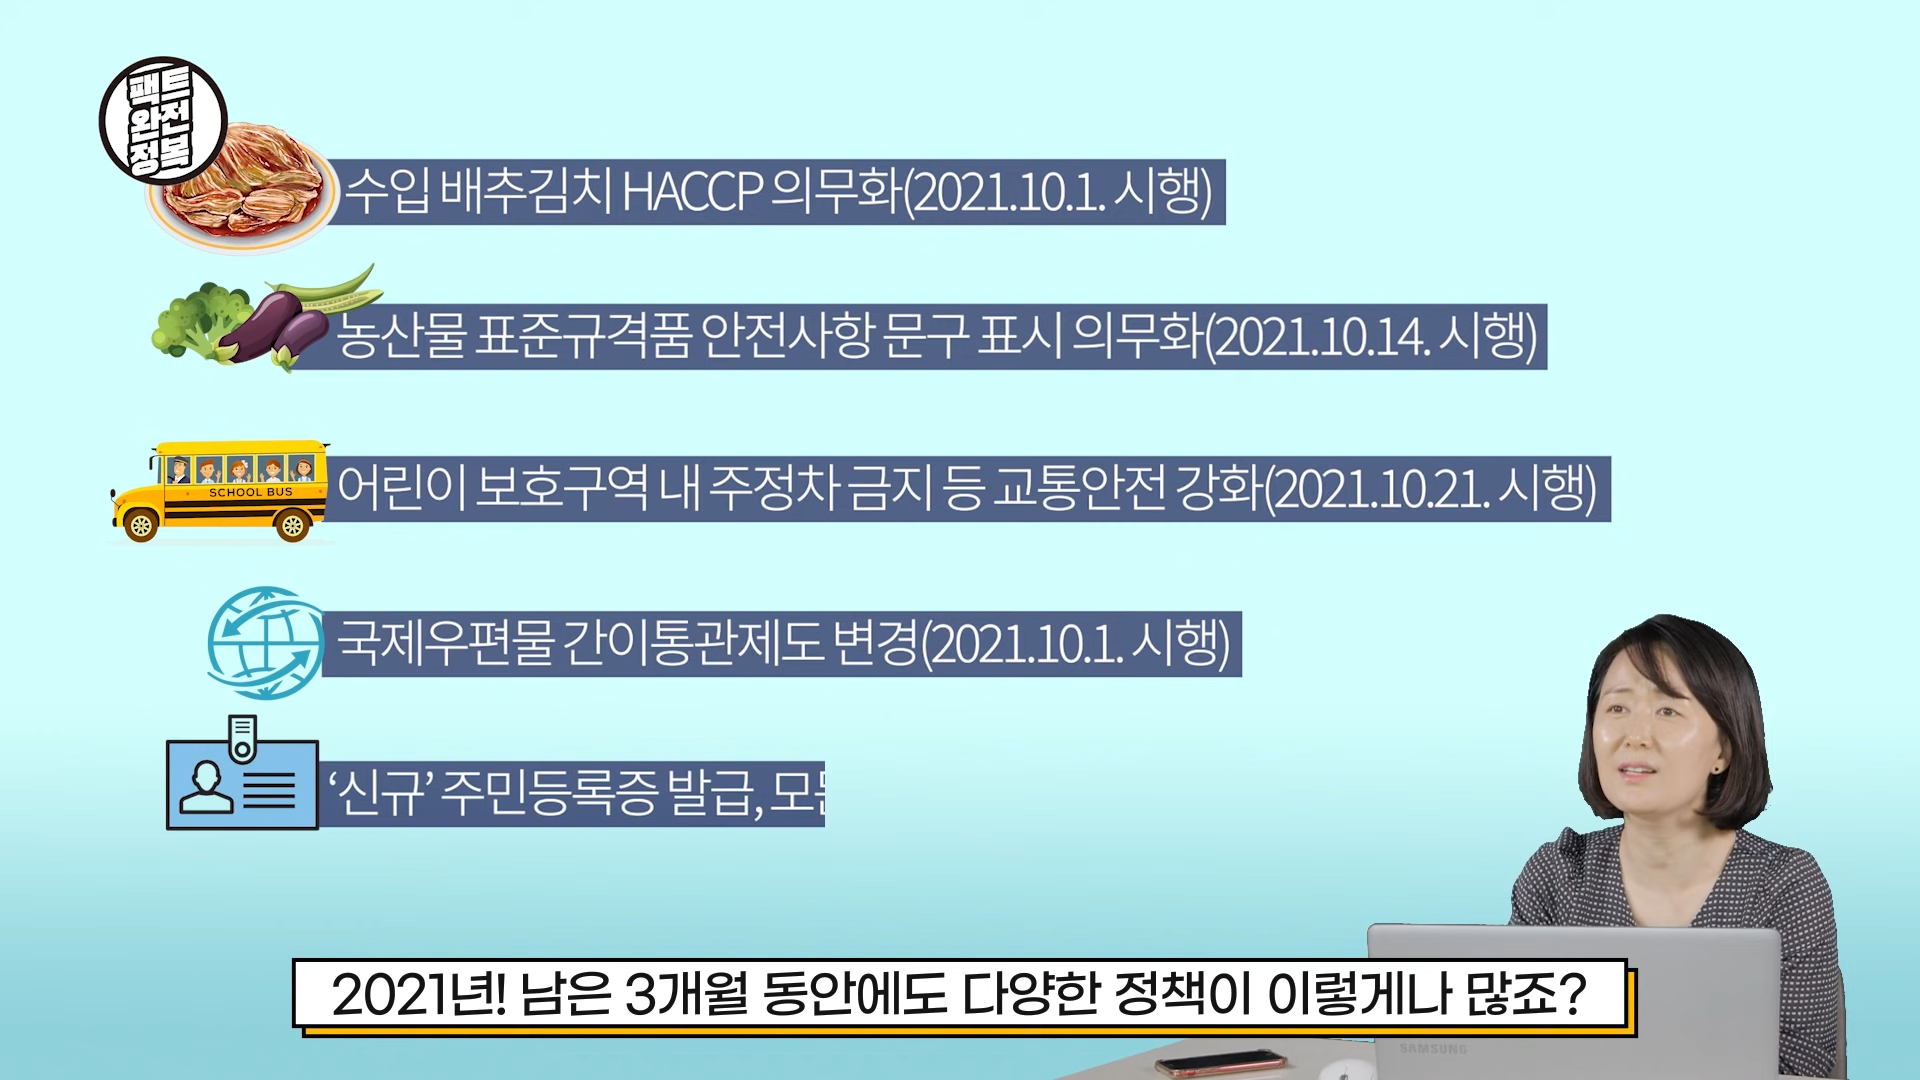 팩트
완전
정복
수입 배추김치 HACCP 의무화(2021.10.1. 시행)
농산물 표준규격품 안전사항 문구 표시 의무화(2021.10.14. 시행)
SCHOOL BUS
어린이 보호구역 내 주정차 금지 등 교통안전 강화(2021.10.21. 시행)
국제우편물 간이통관제도 변경(2021.10.1. 시행)
‘신규’ 주민등록증 발급,
2021년! 남은 3개월 동안에도 다양한 정책이 이렇게나 많죠?
SAMSUNG